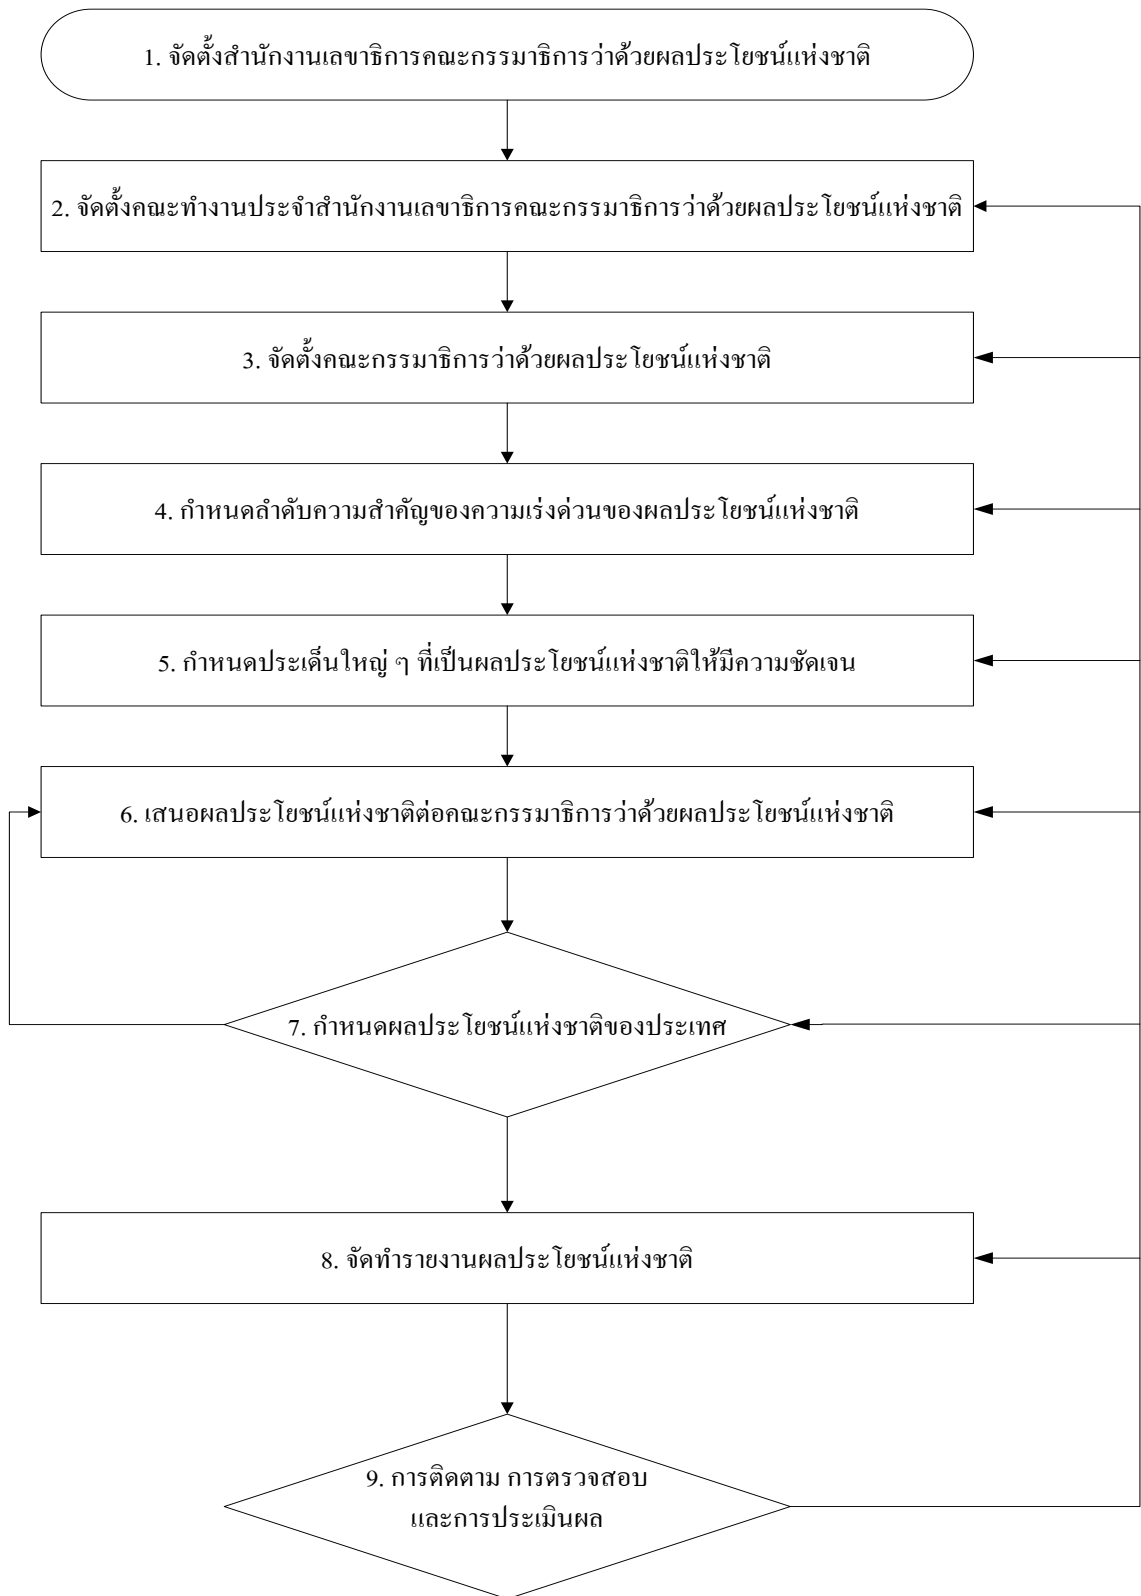 1. จัดตั้งสำนักงานเลขาธิการคณะกรรมาธิการว่าด้วยผลประโยชน์แห่งชาติ
2. จัดตั้งคณะทำงานประจำสำนักงานเลขาธิการคณะกรรมาธิการว่าด้วยผลประโยชน์แห่งชาติ
3. จัดตั้งคณะกรรมาธิการว่าด้วยผลประโยชน์แห่งชาติ
4. กำหนดลำดับความสำคัญของความเร่งด่วนของผลประโยชน์แห่งชาติ
5. กำหนดประเด็นใหญ่ ๆ ที่เป็นผลประโยชน์แห่งชาติให้มีความชัดเจน
6. เสนอผลประโยชน์แห่งชาติต่อคณะกรรมาธิการว่าด้วยผลประโยชน์แห่งชาติ
7. กำหนดผลประโยชน์แห่งชาติของประเทศ
8. จัดทำรายงานผลประโยชน์แห่งชาติ
9. การติดตาม การตรวจสอบ
และการประเมินผล